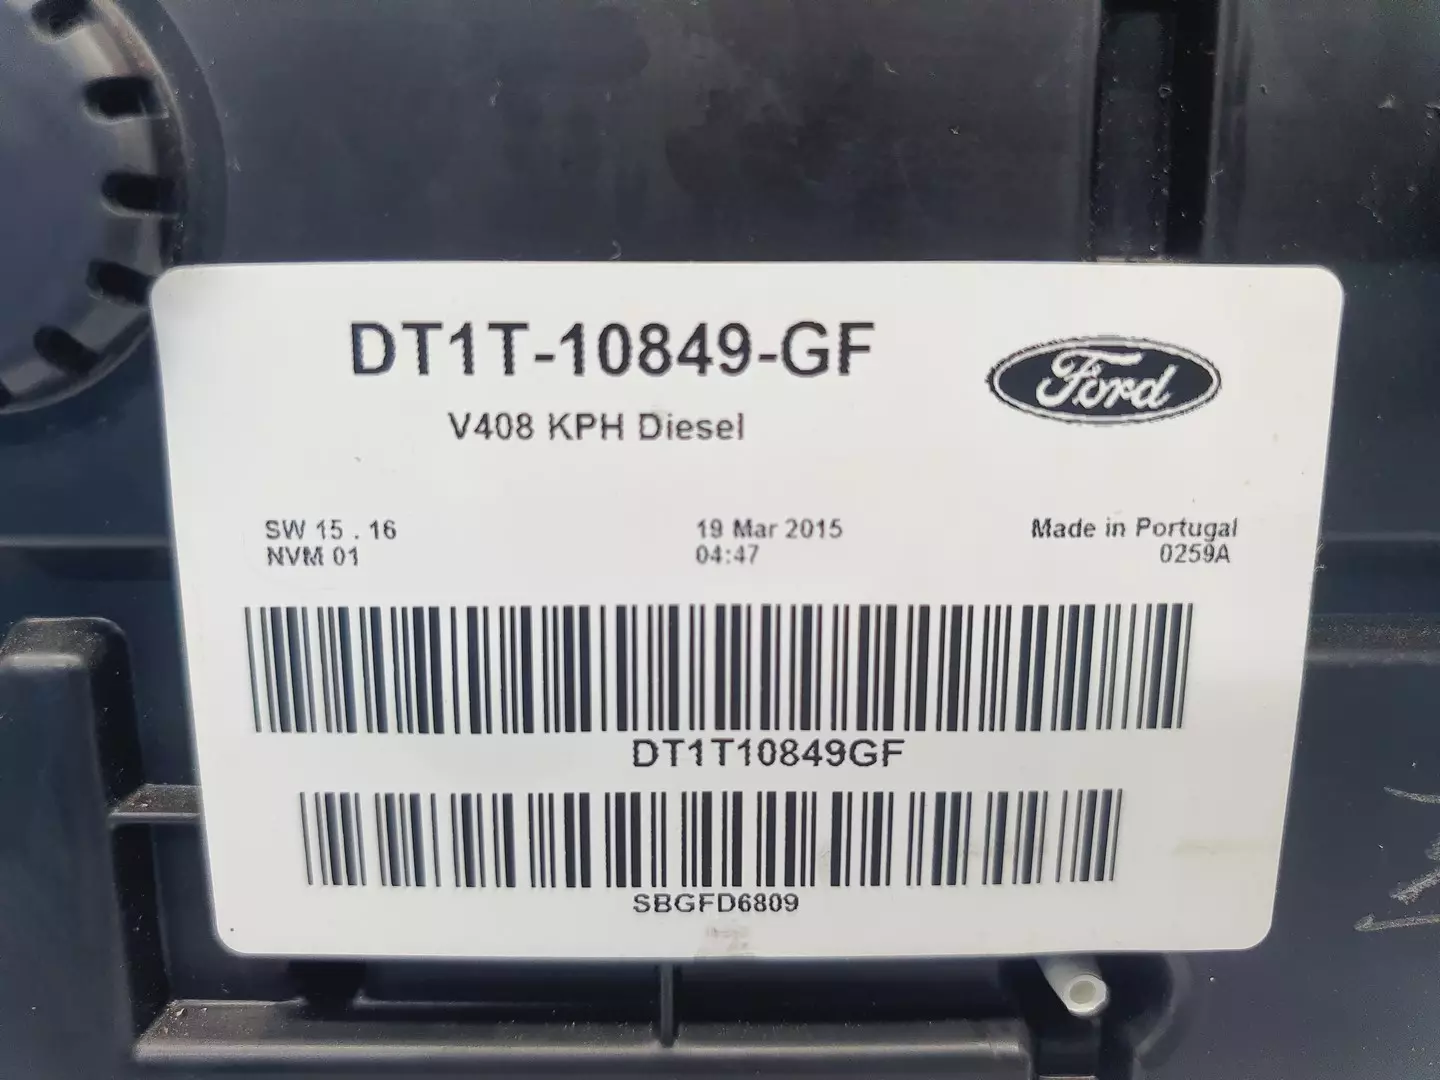 DT1T-10849-GF
Ford
V408 KPH Diesel
SW 15 . 16
19 Mar 2015
Made in Portugal
NVM 01
04:47
0259A
DT1T10849GF
SBGFD6809